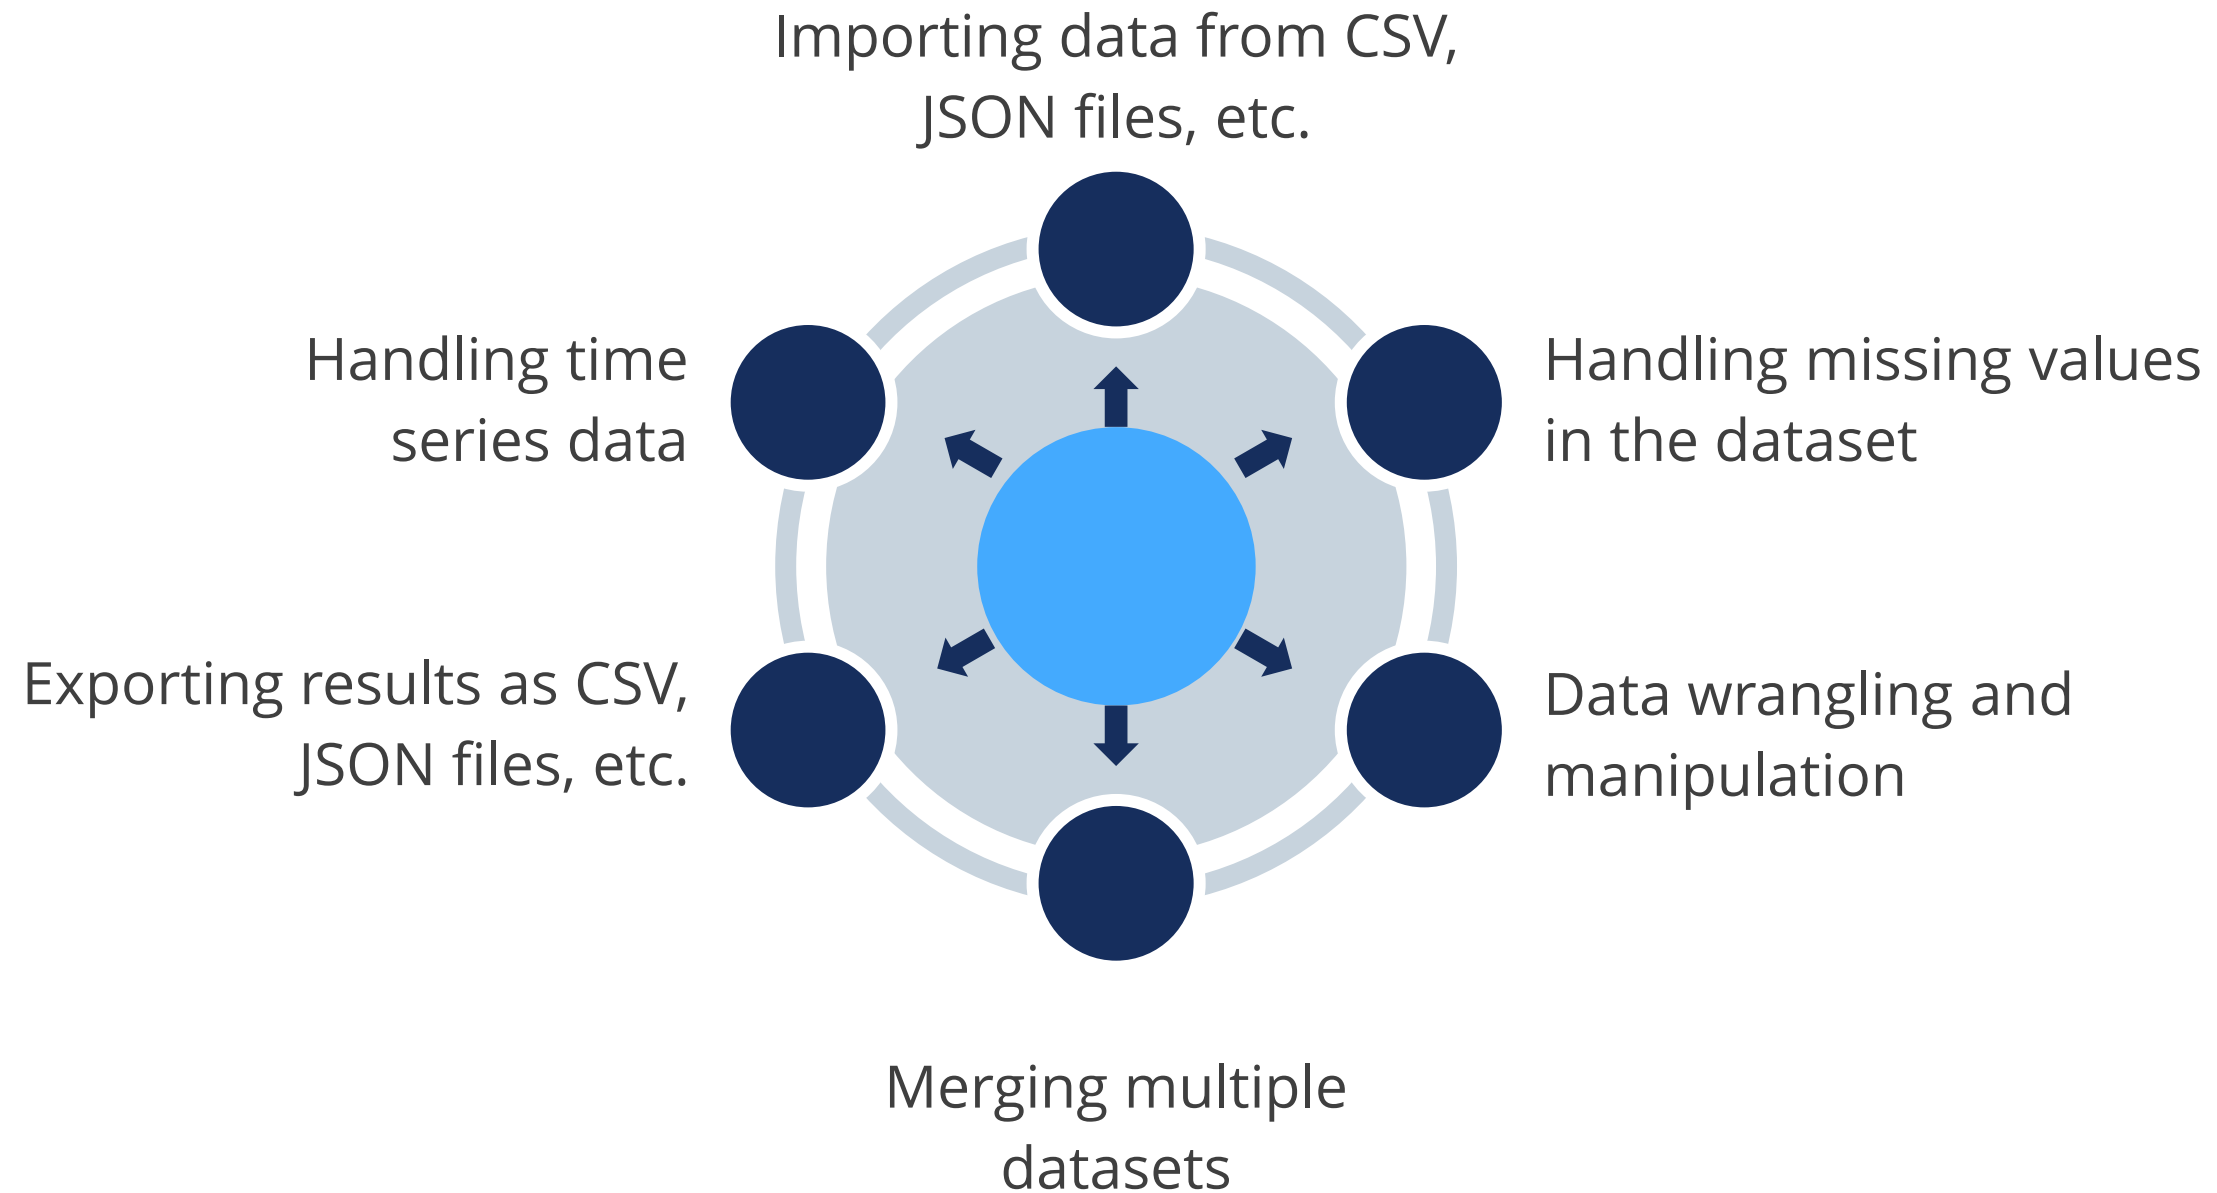 Importing data from CSV,
JSON files, etc.
Handling time
series data
Handling missing values
in the dataset
Exporting results as CSV,
JSON files, etc.
Data wrangling and
manipulation
Merging multiple
datasets